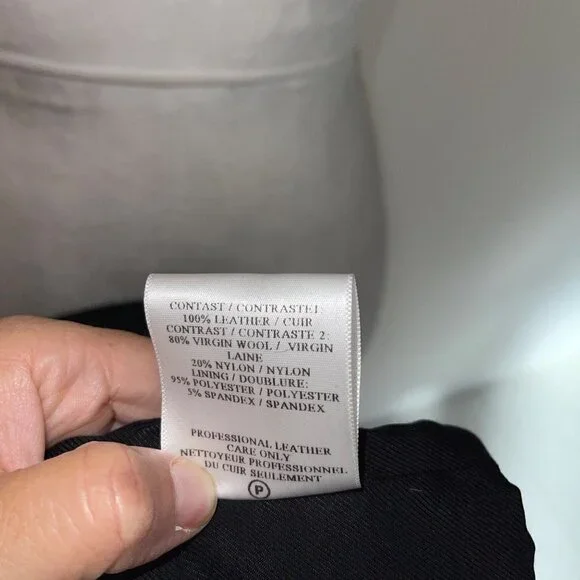 CONTAST / CONTRASTE1
100% LEATHER / CUIR
CONTRAST / CONTRASTE 2:
80% VIRGIN WOOL / .VIRGIN
LAINE
20% NYLON / NYLON
LINING / DOUBLURE:
95% POLYESTER / POLYESTER
5% SPANDEX / SPANDEX
PROFESSIONAL LEATHER
CARE ONLY
NETTOYEUR PROFESSIONNEL
DU CUIR SEULEMENT
P